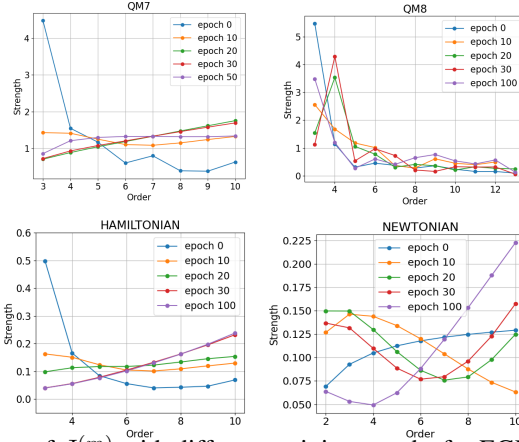 QM7
4
3
2
1
Strength
3 4 5 6 7 8 9 10
Order
epoch 0
epoch 10
epoch 20
epoch 30
epoch 50
QM8
5
4
3
2
1
0
Strength
4 6 8 10 12
Order
epoch 0
epoch 10
epoch 20
epoch 30
epoch 100
HAMILTONIAN
0.6
0.5
0.4
0.3
0.2
0.1
0.0
Strength
4 6 8 10
Order
epoch 0
epoch 10
epoch 20
epoch 30
epoch 100
NEWTONIAN
0.225
0.200
0.175
0.150
0.125
0.100
0.075
0.050
Strength
2 3 4 5 6 7 8 9 10
Order
epoch 0
epoch 10
epoch 20
epoch 30
epoch 100